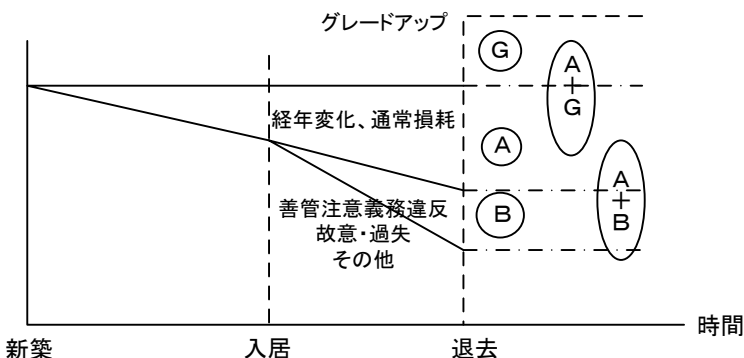 グレードアップ
G
A
+
G
経年変化、通常損耗
A
A
+
B
善管注意義務違反
故意・過失
その他
B
時間
新築
入居
退去